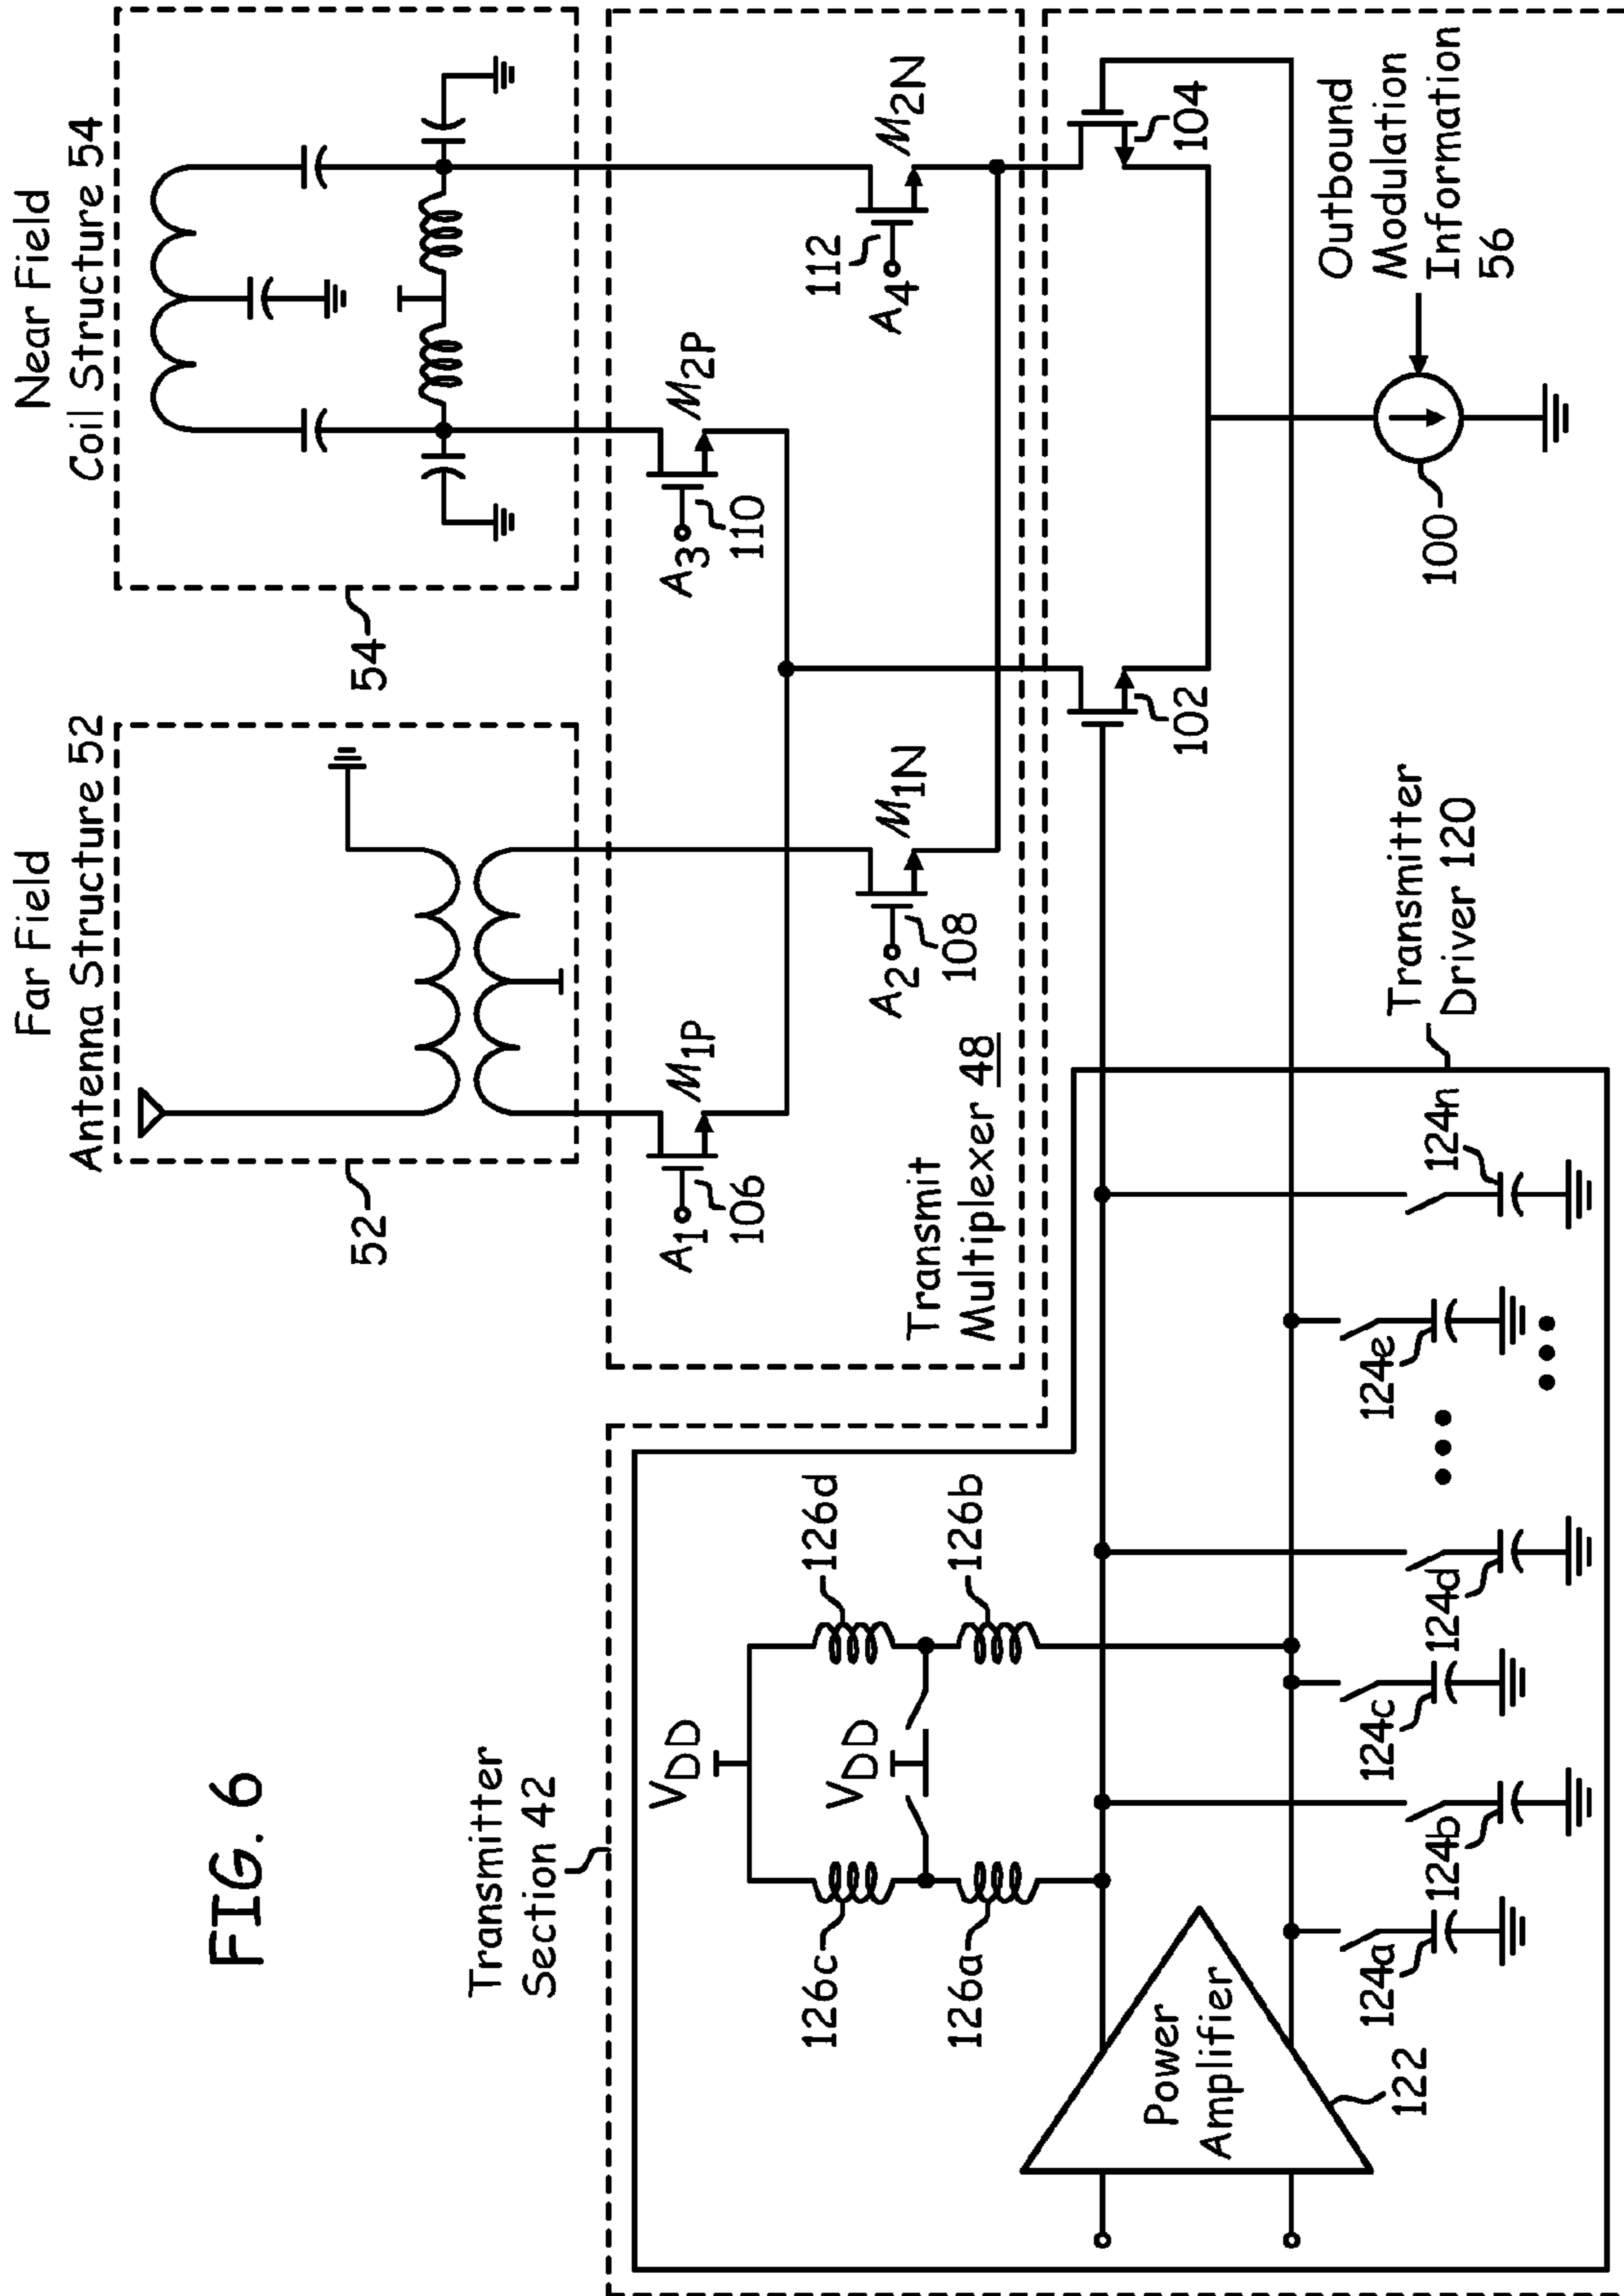 FIG. 6
Far Field
Antenna Structure 52
Near Field
Coil Structure 54
52
54
Transmitter
Section 42
A1
106
M1P
A3
110
M2P
A2
108
M1N
A4
112
M2N
Transmit
Multiplexer 48
VDD
VDD
126c
126d
126a
126b
102
104
Power
Amplifier
122
124a
124b
124c
124d
124e
124n
Transmitter
Driver 120
100
Outbound
Modulation
Information
56